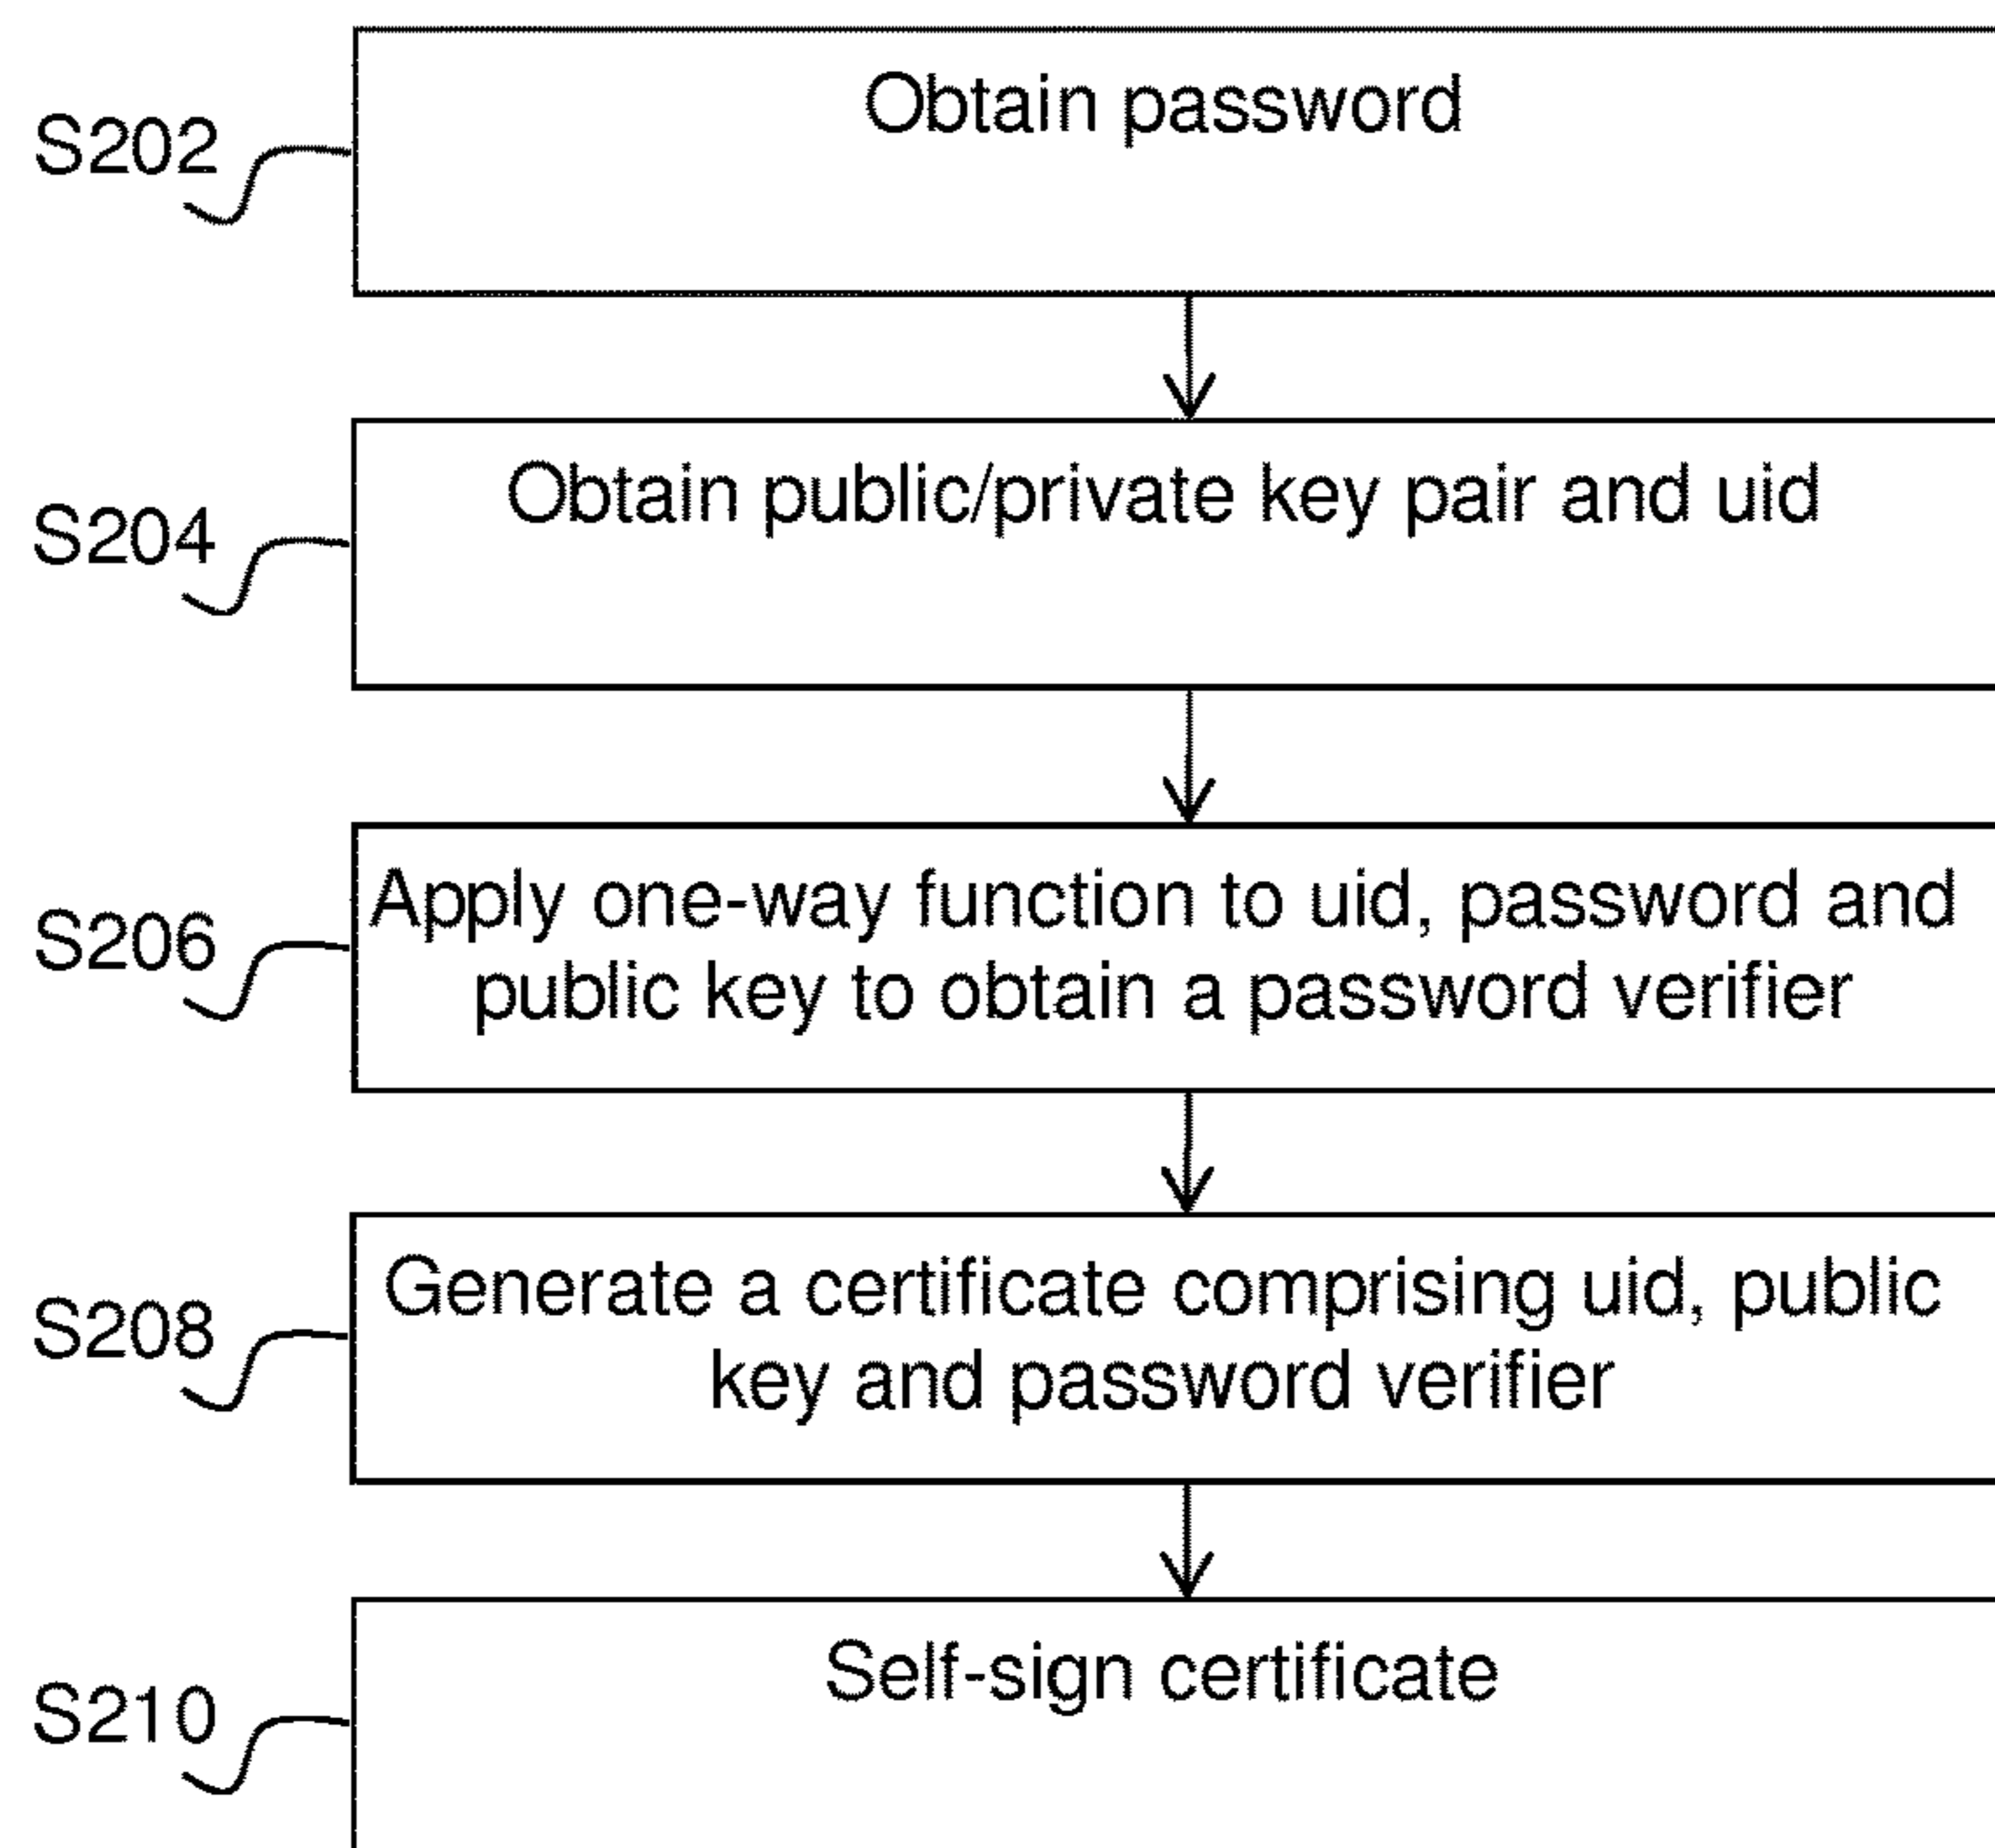 Obtain password
S202
Obtain public/private key pair and uid
S204
Apply one-way function to uid, password and
public key to obtain a password verifier
S206
Generate a certificate comprising uid, public
key and password verifier
S208
Self-sign certificate
S210